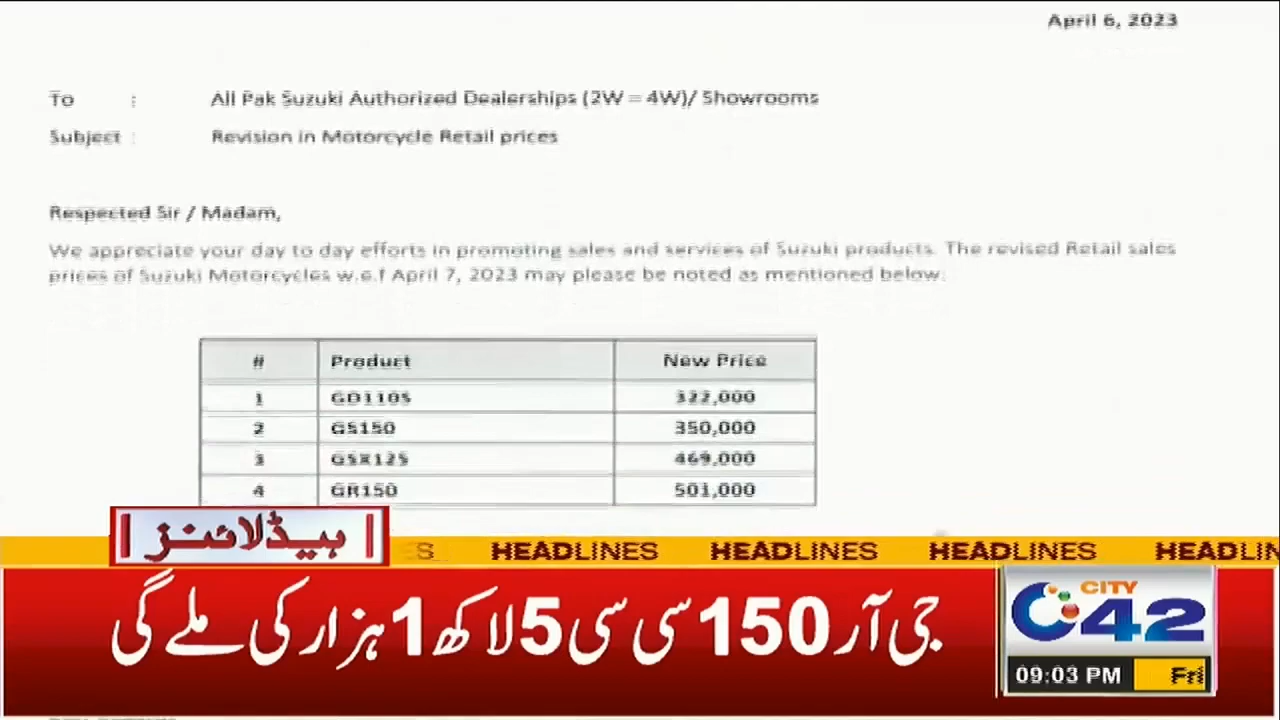 April 6, 2023
To : All Pak Suzuki Authorized Dealerships (2W = 4W)/ Showrooms
Subject : Revision in Motorcycle Retail prices
Respected Sir / Madam,
We appreciate your day to day efforts in promoting sales and services of Suzuki products. The revised Retail sales
prices of Suzuki Motorcycles w.e.f April 7, 2023 may please be noted as mentioned below:
# Product New Price
1 GD110S 322,000
2 GS150 350,000
3 GSX125 469,000
4 GR150 501,000
ہیڈلائنز
S HEADLINES HEADLINES HEADLINES HEADLIN
جی آر 150 سی سی 5 لاکھ 1 ہزار کی ملے گی
CITY
42
09:03 PM Fri